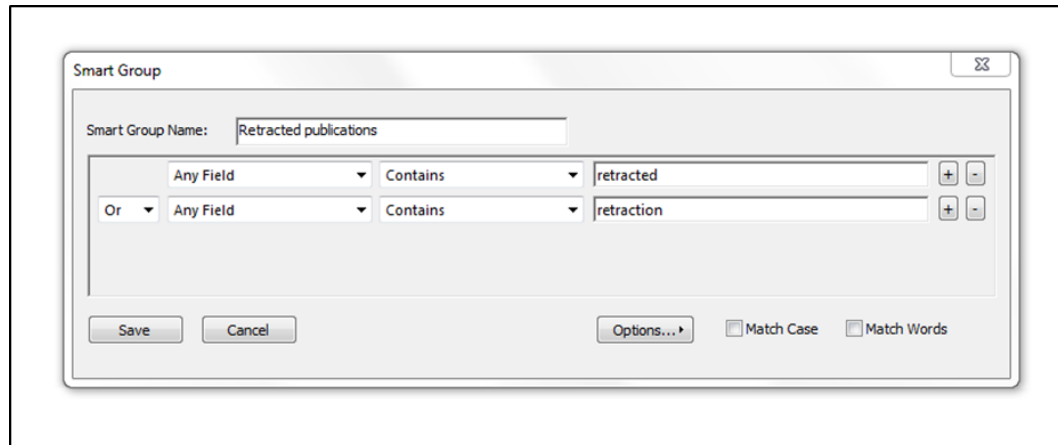 Smart Group
Smart Group Name: Retracted publications
Any Field Contains retracted + -
Or Any Field Contains retraction + -
Save Cancel Options... Match Case Match Words